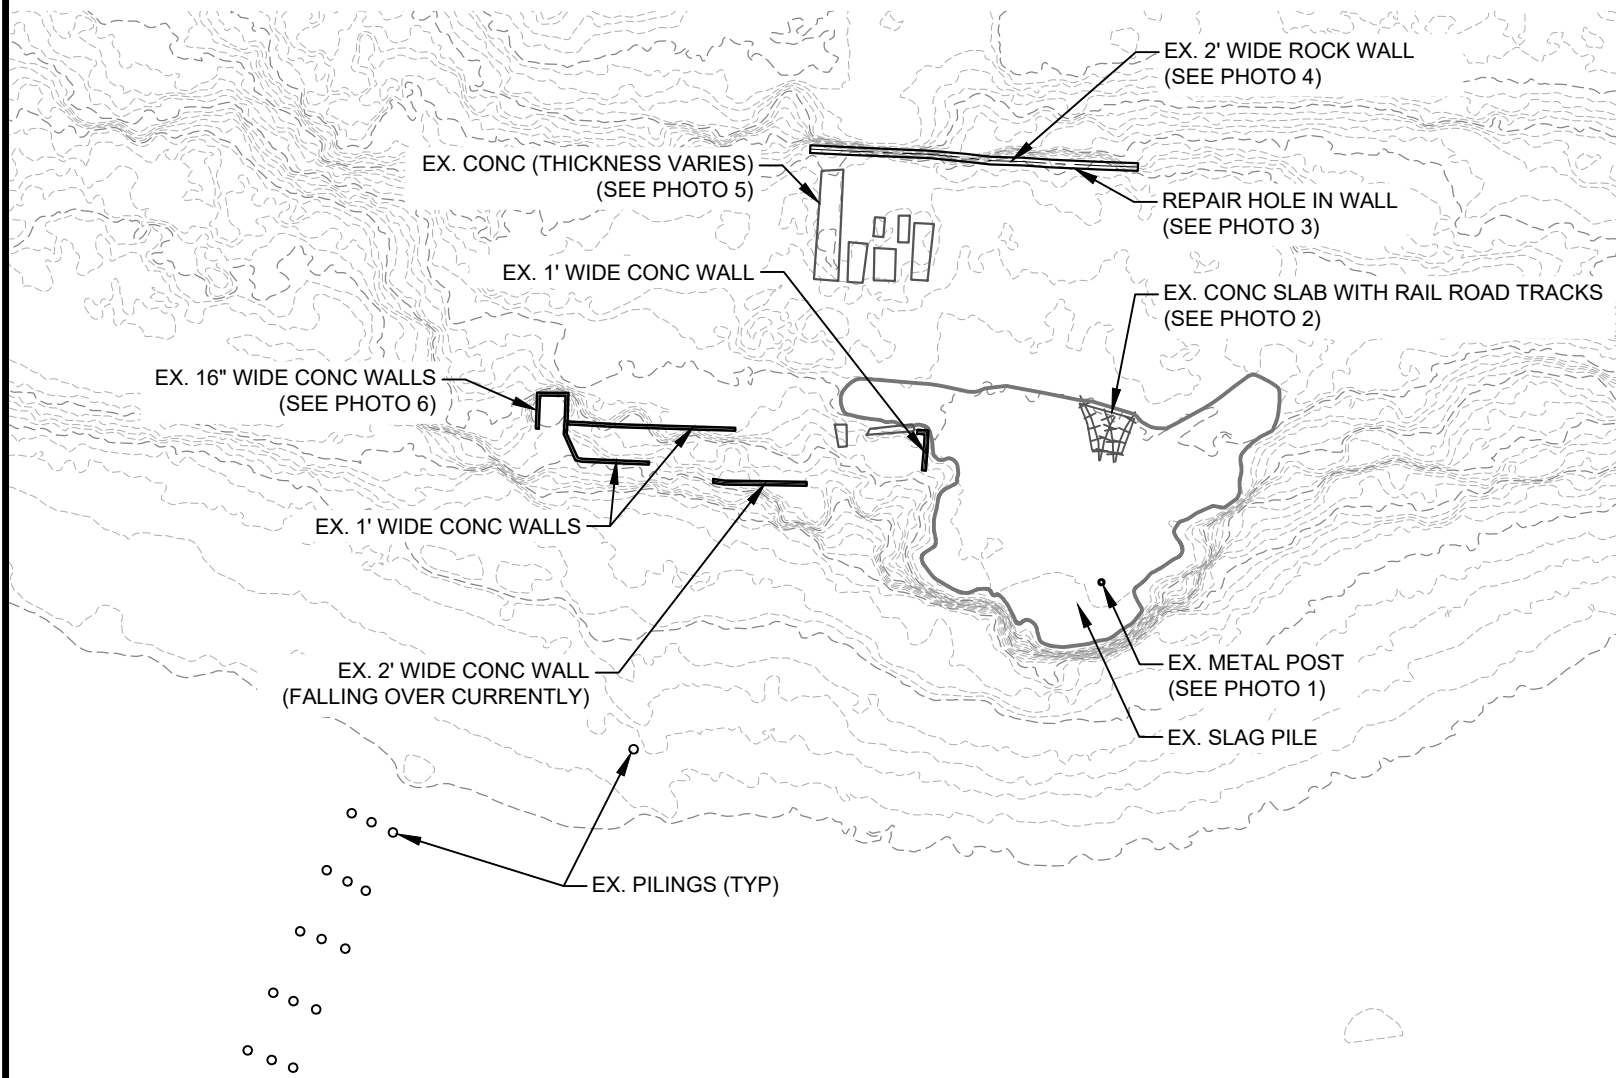 EX. 2' WIDE ROCK WALL
(SEE PHOTO 4)
EX. CONC (THICKNESS VARIES)
(SEE PHOTO 5)
REPAIR HOLE IN WALL
(SEE PHOTO 3)
EX. 1' WIDE CONC WALL
EX. CONC SLAB WITH RAIL ROAD TRACKS
(SEE PHOTO 2)
EX. 16" WIDE CONC WALLS
(SEE PHOTO 6)
EX. 1' WIDE CONC WALLS
EX. 2' WIDE CONC WALL
(FALLING OVER CURRENTLY)
EX. METAL POST
(SEE PHOTO 1)
EX. SLAG PILE
EX. PILINGS (TYP)